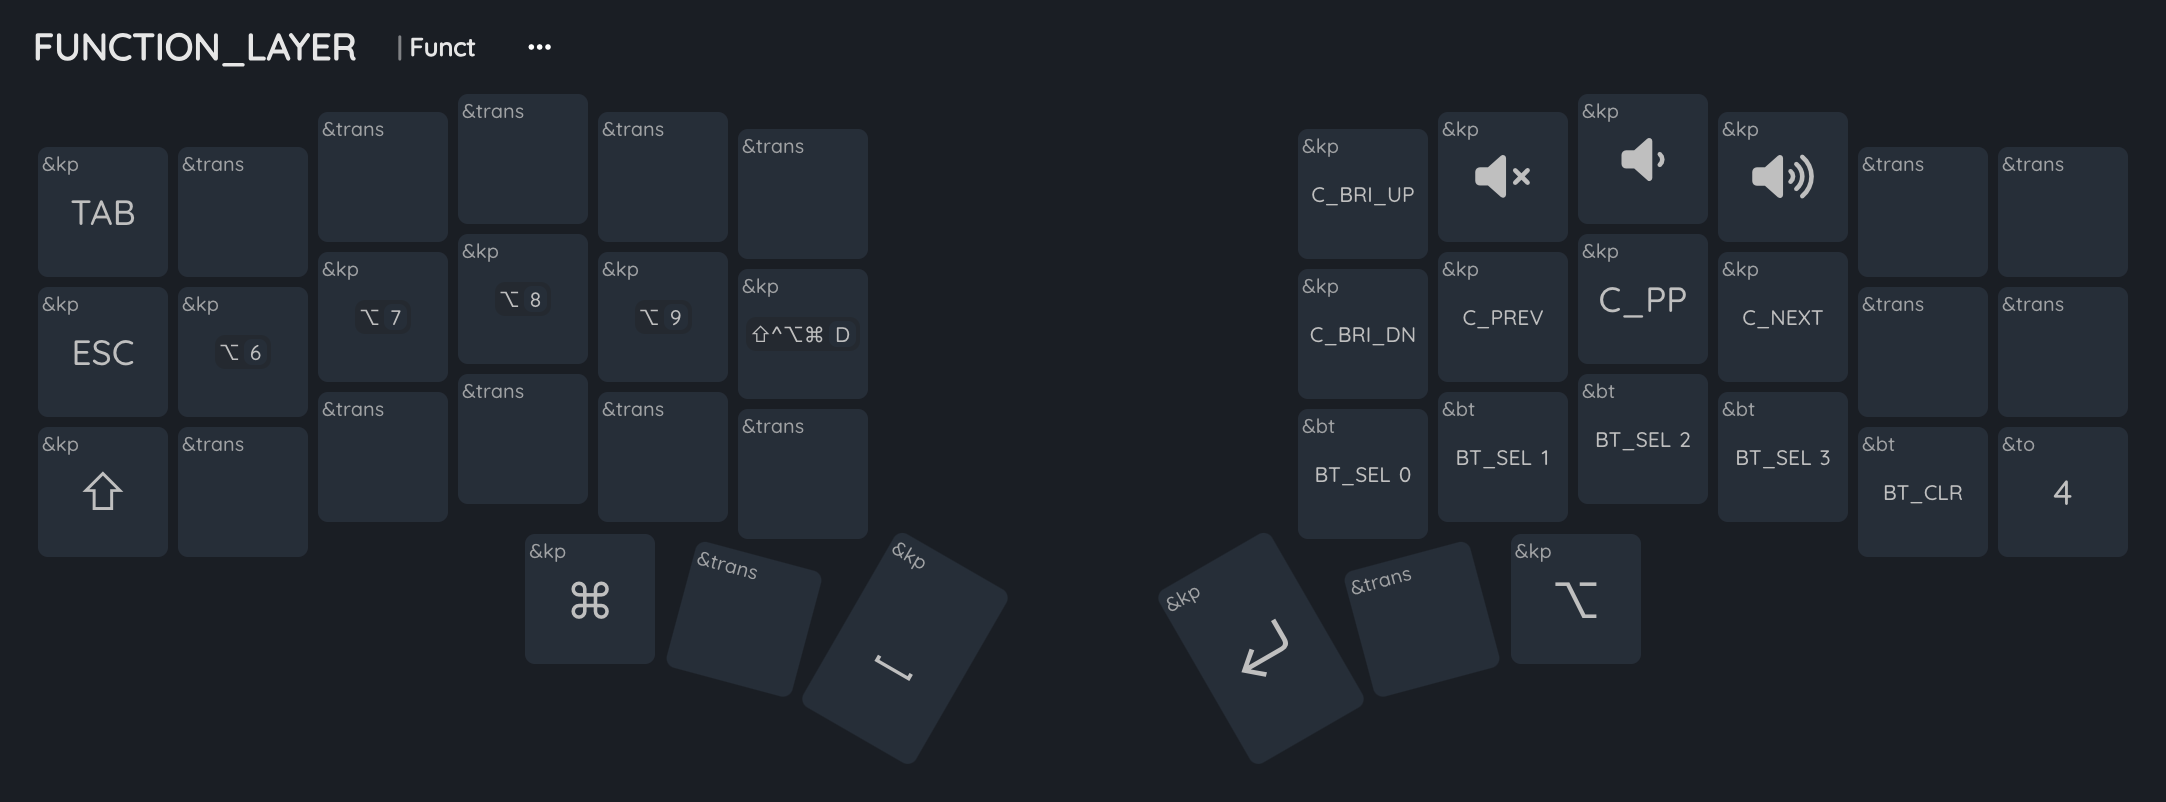 FUNCTION_LAYER | Funct ···
&kp TAB
&trans
&trans
&trans
&trans
&trans
&kp C_BRI_UP
&kp
&kp
&kp
&trans
&trans
&kp ESC
&kp ⌥ 6
&kp ⌥ 7
&kp ⌥ 8
&kp ⌥ 9
&kp ⇧^⌥⌘ D
&kp C_BRI_DN
&kp C_PREV
&kp C_PP
&kp C_NEXT
&trans
&trans
&kp ⇧
&trans
&trans
&trans
&trans
&trans
&bt BT_SEL 0
&bt BT_SEL 1
&bt BT_SEL 2
&bt BT_SEL 3
&bt BT_CLR
&to 4
&kp ⌘
&trans
&kp
&kp
&trans
&kp ⌥